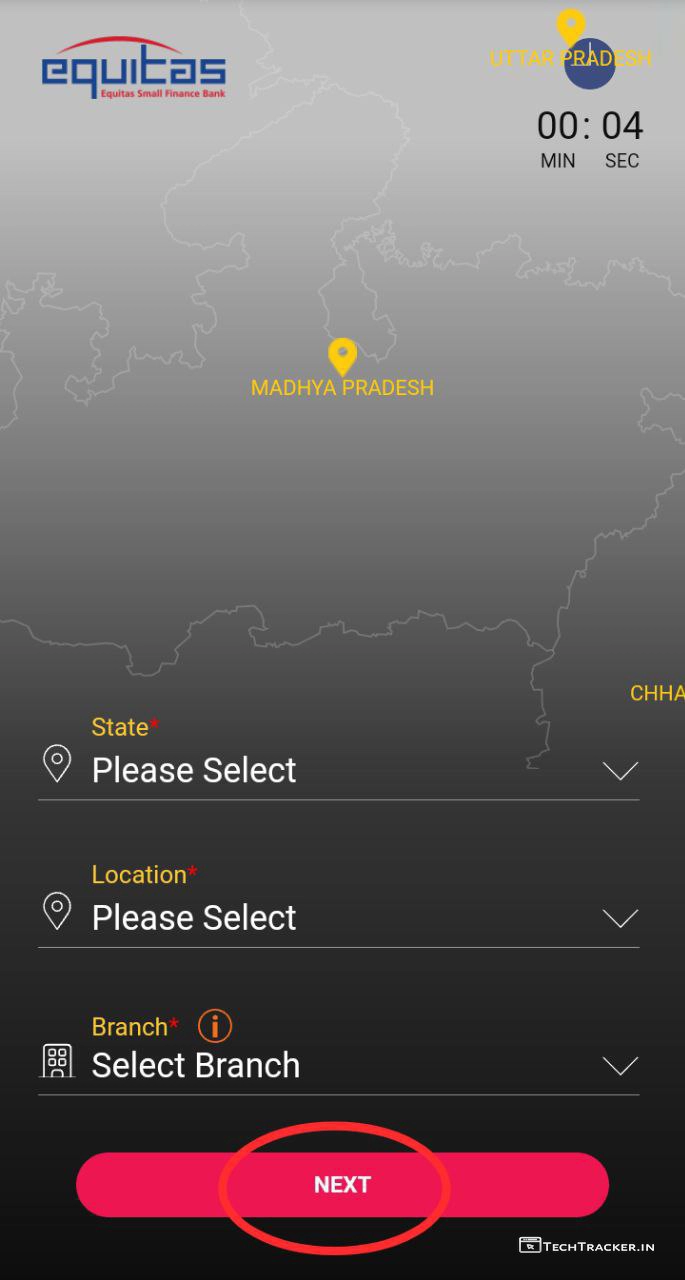 equitas
Equitas Small Finance Bank
UTTAR PRADESH
00: 04
MIN SEC
MADHYA PRADESH
CHHA
State*
Please Select
Location*
Please Select
Branch* i
Select Branch
NEXT
TECHTRACKER.IN